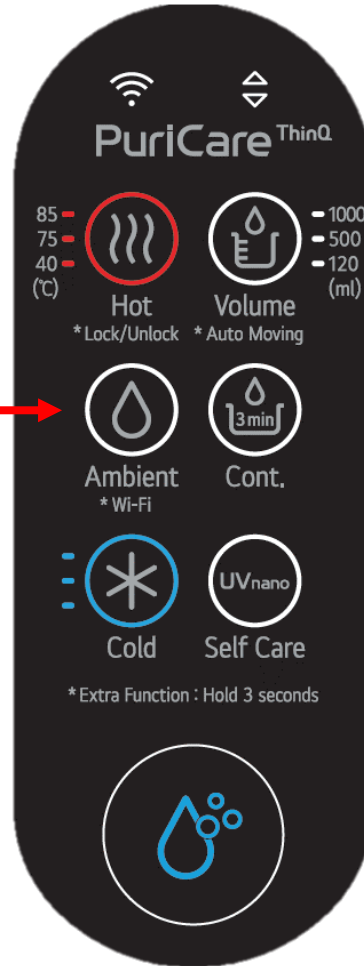 PuriCare ThinQ
85
75
40
(℃)
1000
500
120
(ml)
Hot
* Lock/Unlock
Volume
* Auto Moving
3 min
Ambient
* Wi-Fi
Cont.
UVnano
Cold
Self Care
* Extra Function : Hold 3 seconds